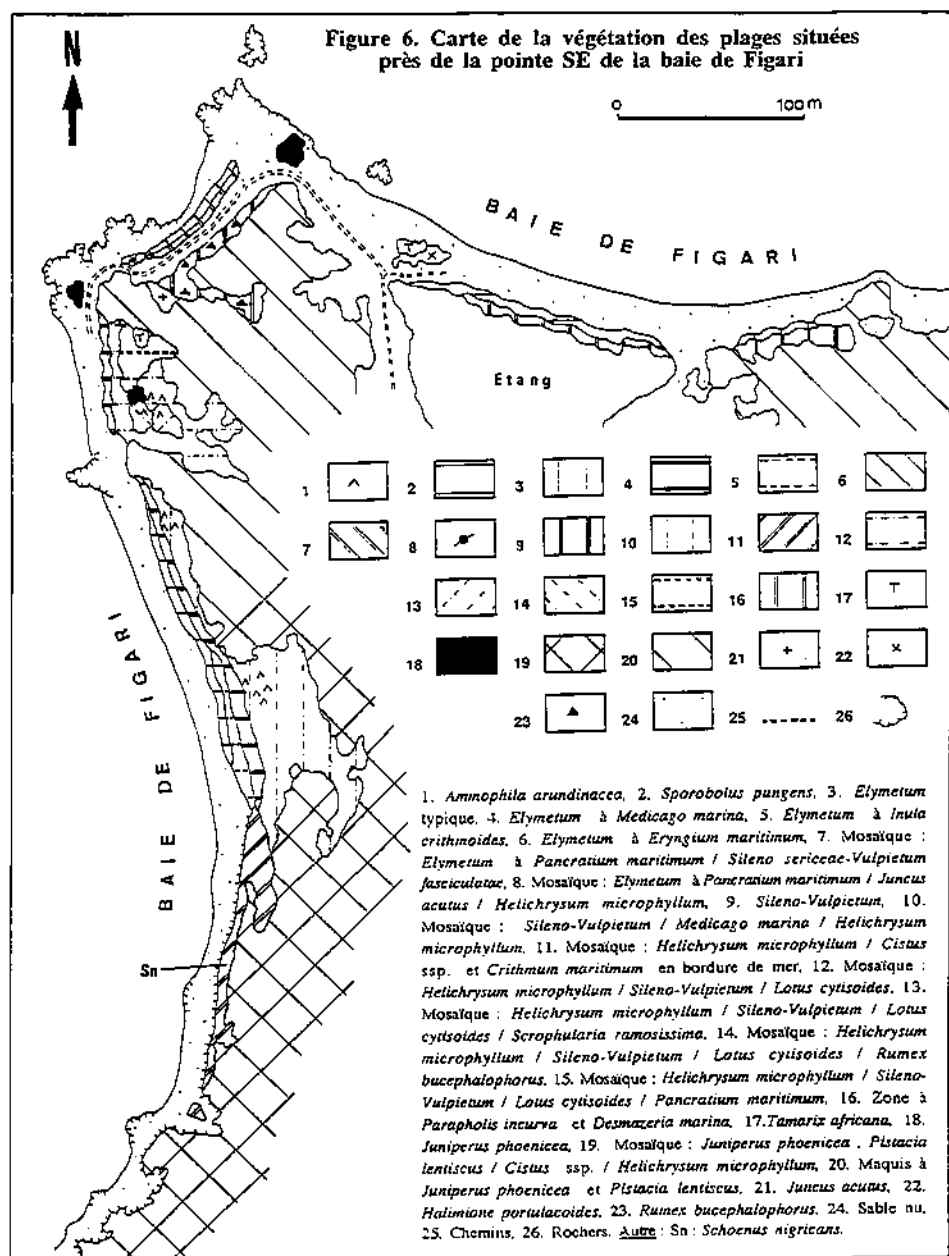 Figure 6. Carte de la végétation des plages situées
près de la pointe SE de la baie de Figari
N
0 100 m
BAIE DE FIGARI
Etang
1 2 3 4 5 6
7 8 9 10 11 12
13 14 15 16 17
18 19 20 21 22
23 24 25 26
BAIE DE FIGARI
Sn
1. Ammophila arundinacea, 2. Sporobolus pungens, 3. Elymetum
typique, 4. Elymetum à Medicago marina, 5. Elymetum à Inula
crithmoides, 6. Elymetum à Eryngium maritimum, 7. Mosaïque :
Elymetum à Pancratium maritimum / Sileno sericeae-Vulpietum
fasciculatae, 8. Mosaïque : Elymetum à Pancratium maritimum / Juncus
acutus / Helichrysum microphyllum, 9. Sileno-Vulpietum, 10.
Mosaïque : Sileno-Vulpietum / Medicago marina / Helichrysum
microphyllum, 11. Mosaïque : Helichrysum microphyllum / Cistus
ssp. et Crithmum maritimum en bordure de mer, 12. Mosaïque :
Helichrysum microphyllum / Sileno-Vulpietum / Lotus cytisoides, 13.
Mosaïque : Helichrysum microphyllum / Sileno-Vulpietum / Lotus
cytisoides / Scrophularia ramosissima, 14. Mosaïque : Helichrysum
microphyllum / Sileno-Vulpietum / Lotus cytisoides / Rumex
bucephalophorus, 15. Mosaïque : Helichrysum microphyllum / Sileno-
Vulpietum / Lotus cytisoides / Pancratium maritimum, 16. Zone à
Parapholis incurva et Desmazeria marina, 17. Tamarix africana, 18.
Juniperus phoenicea, 19. Mosaïque : Juniperus phoenicea , Pistacia
lentiscus / Cistus ssp. / Helichrysum microphyllum, 20. Maquis à
Juniperus phoenicea et Pistacia lentiscus, 21. Juncus acutus, 22.
Halimione portulacoides, 23. Rumex bucephalophorus, 24. Sable nu,
25. Chemins, 26. Rochers. Autre : Sn : Schoenus nigricans.